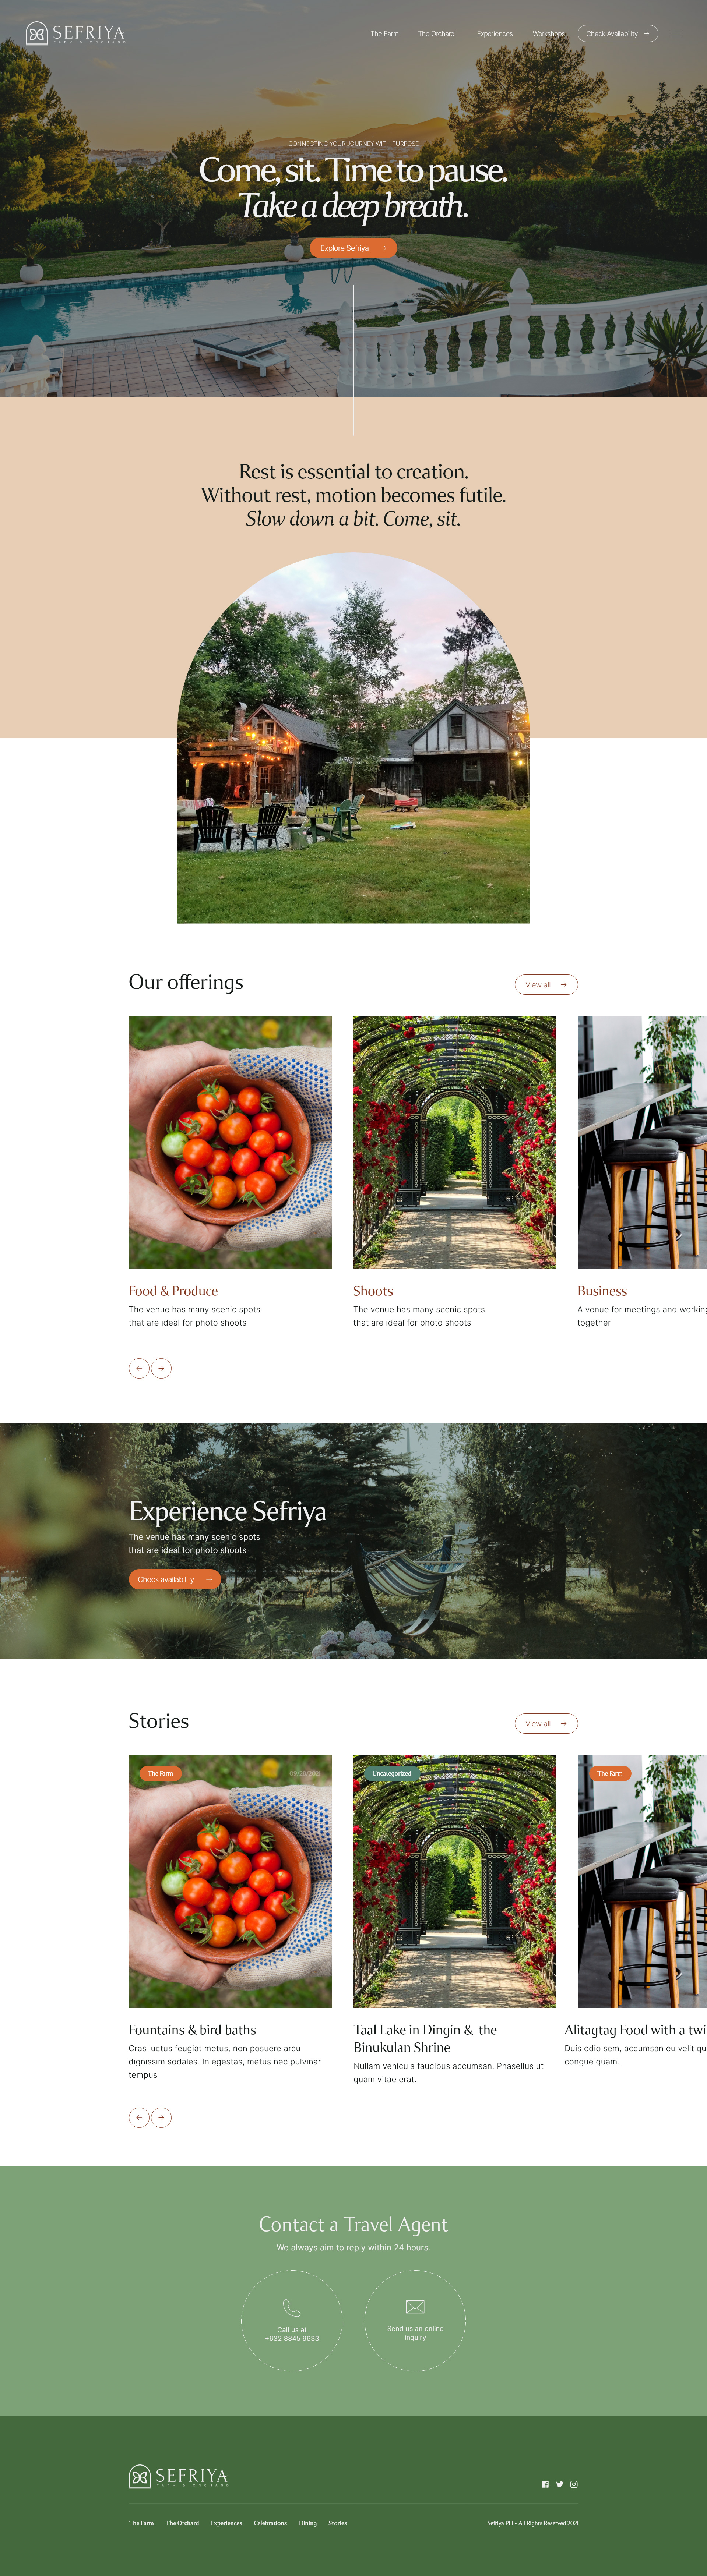 SEFRIYA
FARM & ORCHARD
The Farm
The Orchard
Experiences
Workshops
Check Availability
CONNECTING YOUR JOURNEY WITH PURPOSE
Come, sit. Time to pause.
Take a deep breath.
Explore Sefriya
Rest is essential to creation.
Without rest, motion becomes futile.
Slow down a bit. Come, sit.
Our offerings
View all
Food & Produce
The venue has many scenic spots
that are ideal for photo shoots
Shoots
The venue has many scenic spots
that are ideal for photo shoots
Business
A venue for meetings and working
together
Experience Sefriya
The venue has many scenic spots
that are ideal for photo shoots
Check availability
Stories
View all
The Farm
Uncategorized
The Farm
Fountains & bird baths
Cras luctus feugiat metus, non posuere arcu
dignissim sodales. In egestas, metus nec pulvinar
tempus
Taal Lake in Dingin & the
Binukulan Shrine
Nullam vehicula faucibus accumsan. Phasellus ut
quam vitae erat.
Alitagtag Food with a twi
Duis odio sem, accumsan eu velit qu
congue quam.
Contact a Travel Agent
We always aim to reply within 24 hours.
Call us at
+632 8845 9633
Send us an online
inquiry
SEFRIYA
FARM & ORCHARD
The Farm
The Orchard
Experiences
Celebrations
Dining
Stories
Sefriya PH • All Rights Reserved 2021